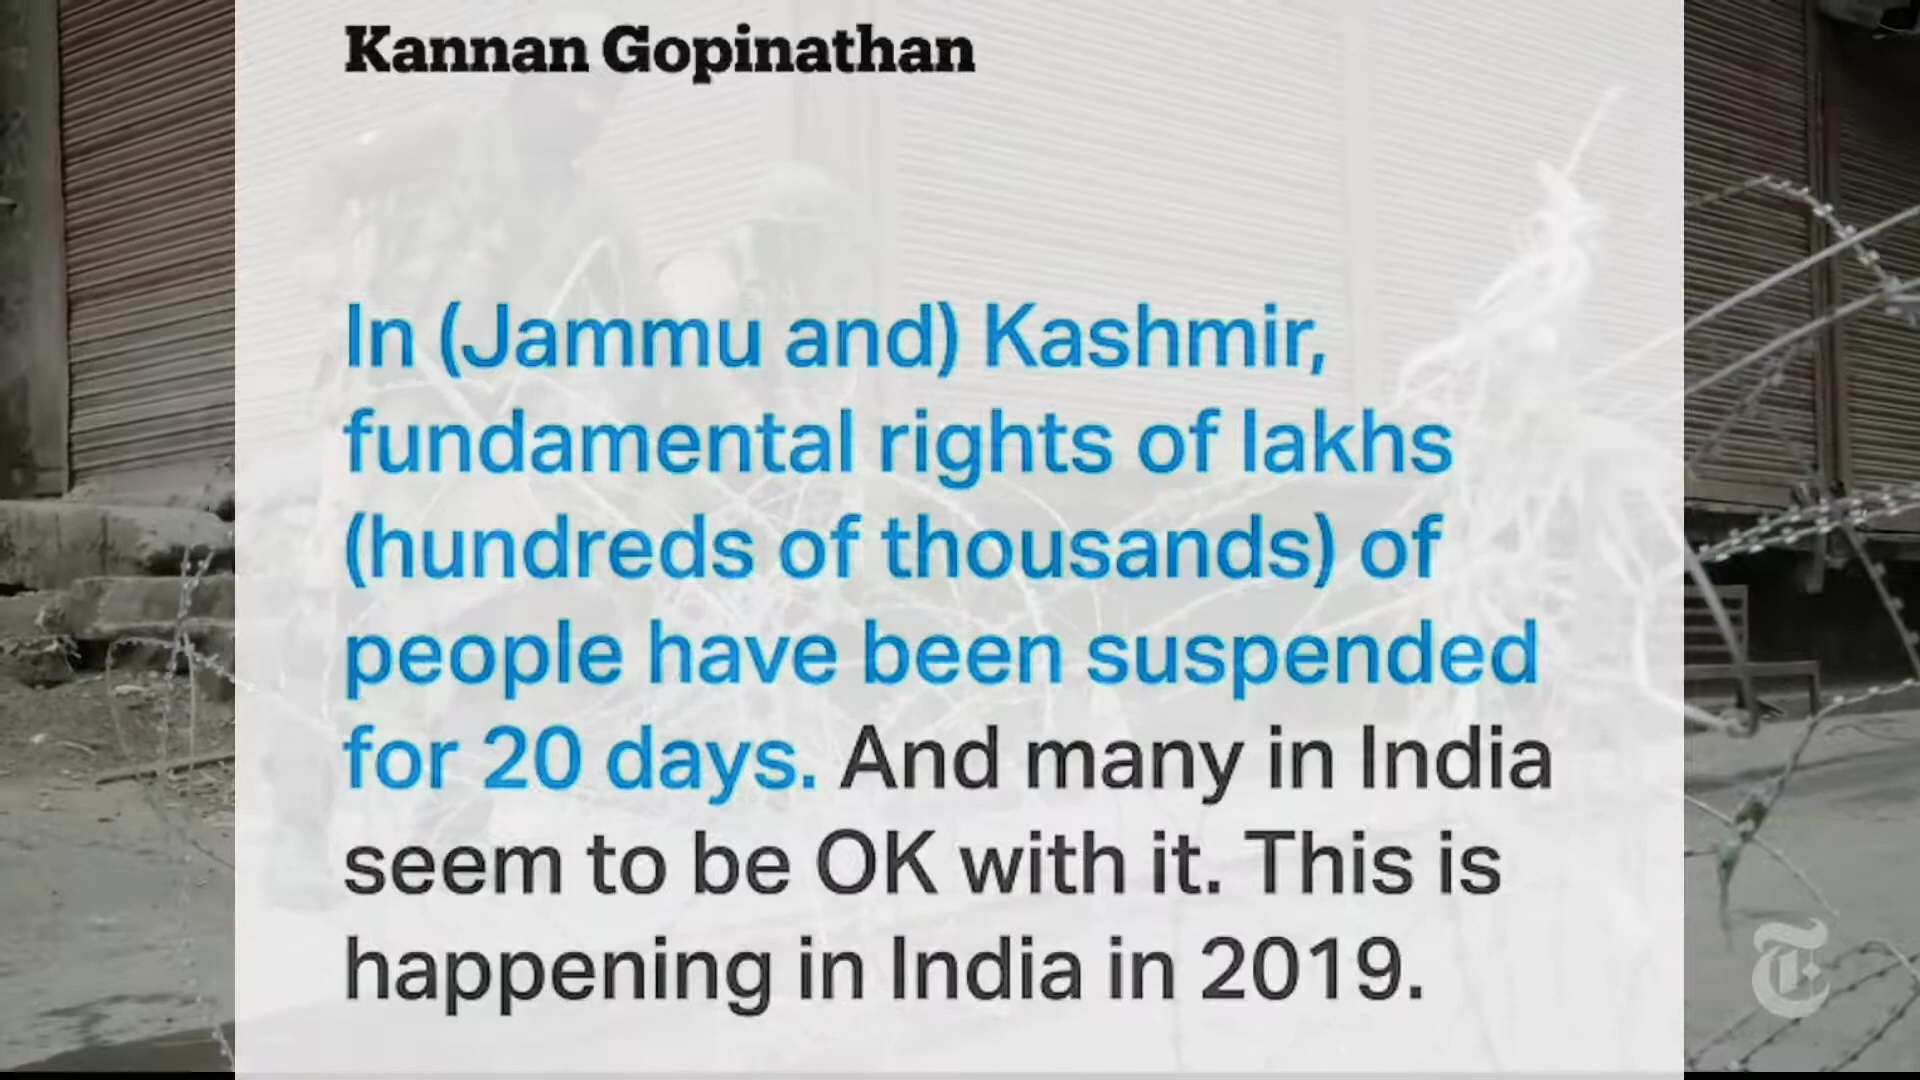 Kannan Gopinathan
In (Jammu and) Kashmir,
fundamental rights of lakhs
(hundreds of thousands) of
people have been suspended
for 20 days. And many in India
seem to be OK with it. This is
happening in India in 2019.
T